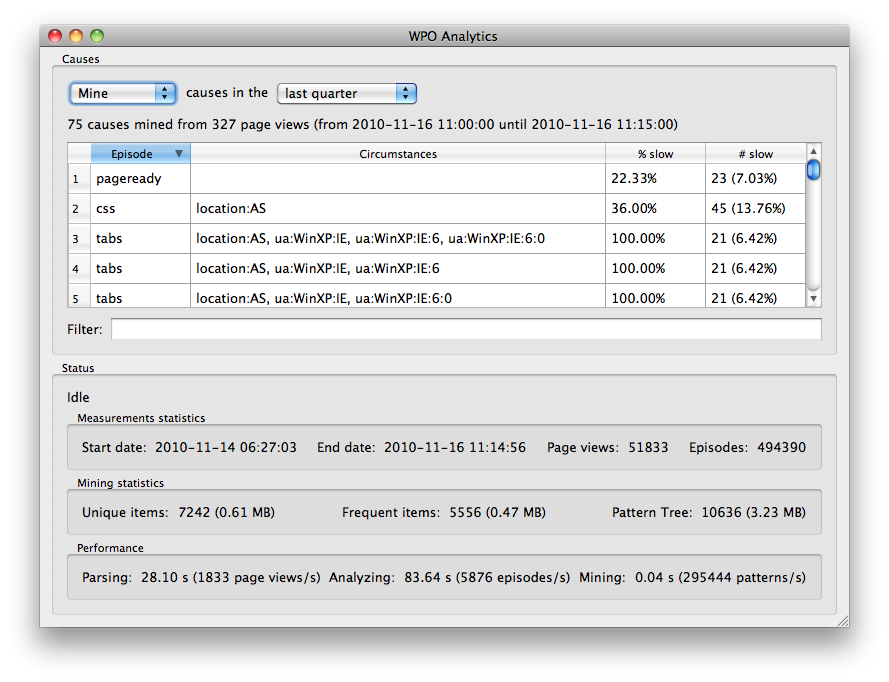 WPO Analytics
Causes
Mine causes in the last quarter
75 causes mined from 327 page views (from 2010-11-16 11:00:00 until 2010-11-16 11:15:00)
Episode Circumstances % slow # slow
1 pageready 22.33% 23 (7.03%)
2 css location:AS 36.00% 45 (13.76%)
3 tabs location:AS, ua:WinXP:IE, ua:WinXP:IE:6, ua:WinXP:IE:6:0 100.00% 21 (6.42%)
4 tabs location:AS, ua:WinXP:IE, ua:WinXP:IE:6 100.00% 21 (6.42%)
5 tabs location:AS, ua:WinXP:IE, ua:WinXP:IE:6:0 100.00% 21 (6.42%)
Filter:
Status
Idle
Measurements statistics
Start date: 2010-11-14 06:27:03 End date: 2010-11-16 11:14:56 Page views: 51833 Episodes: 494390
Mining statistics
Unique items: 7242 (0.61 MB) Frequent items: 5556 (0.47 MB) Pattern Tree: 10636 (3.23 MB)
Performance
Parsing: 28.10 s (1833 page views/s) Analyzing: 83.64 s (5876 episodes/s) Mining: 0.04 s (295444 patterns/s)